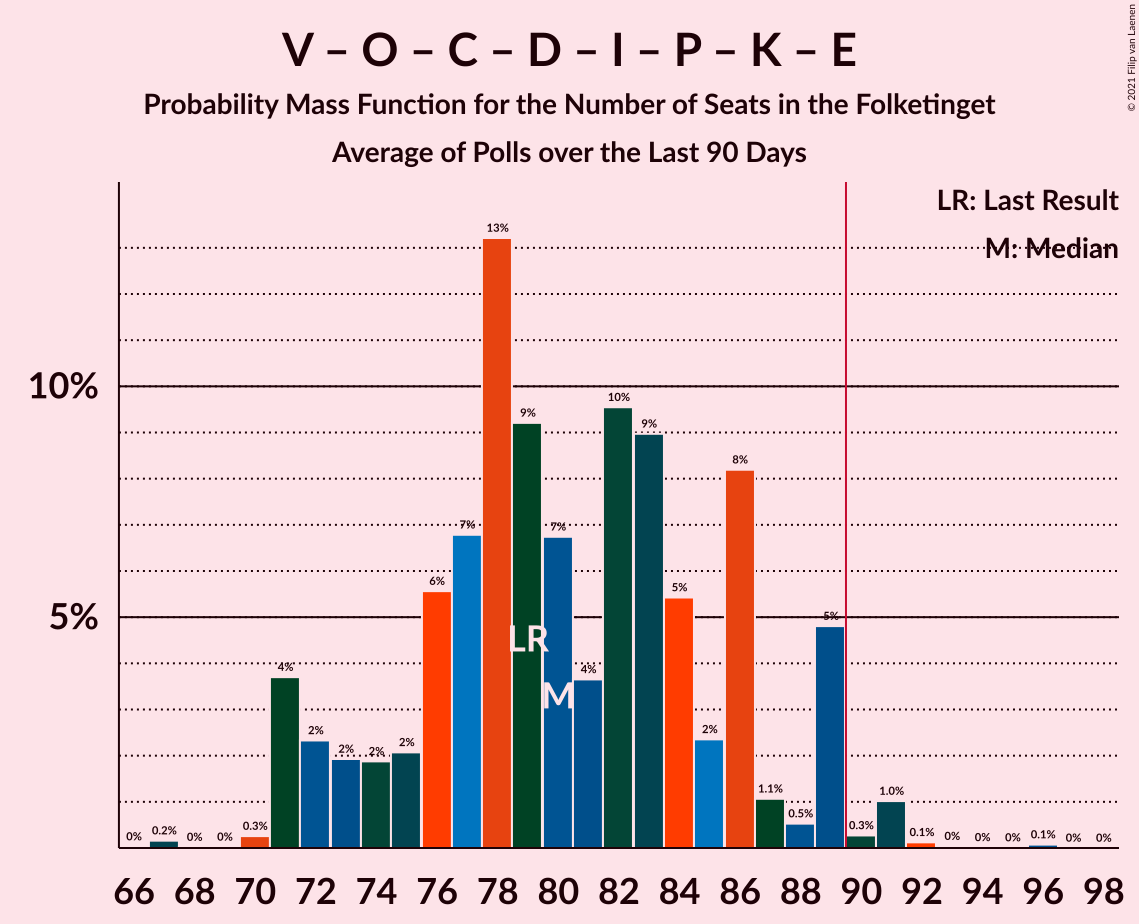 V – O – C – D – I – P – K – E
Probability Mass Function for the Number of Seats in the Folketinget
Average of Polls over the Last 90 Days
© 2021 Filip van Laenen
LR: Last Result
M: Median
10%
5%
0% 0.2% 0% 0% 0.3% 4% 2% 2% 2% 2% 6% 7% 13% 9% 7% 4% 10% 9% 5% 2% 8% 1.1% 0.5% 5% 0.3% 1.0% 0.1% 0% 0% 0% 0.1% 0% 0%
LR
M
66 68 70 72 74 76 78 80 82 84 86 88 90 92 94 96 98